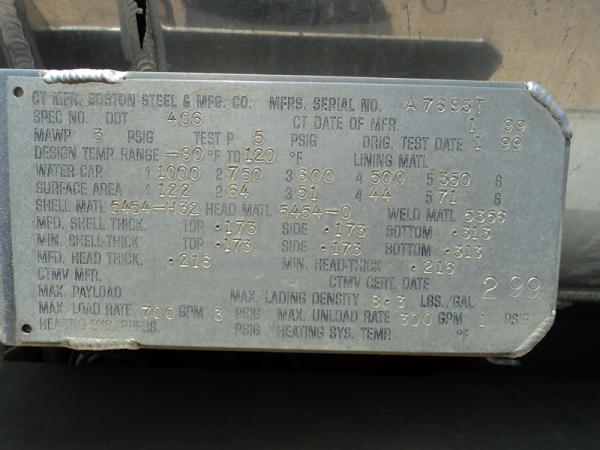 CT MFR. BOSTON STEEL & MFG. CO. MFRS. SERIAL NO. A7693T
SPEC NO. DOT 406 CT DATE OF MFR. 1 99
MAWP 3 PSIG TEST P 5 PSIG ORIG. TEST DATE 1 99
DESIGN TEMP RANGE -80 °F TO 120 °F LINING MATL
WATER CAP. 1 1000 2 750 3 600 4 500 5 350 6
SURFACE AREA 1 122 2 64 3 51 4 44 5 71 6
SHELL MATL 5454-H32 HEAD MATL 5454-O WELD MATL 5356
MFD. SHELL THICK. TOP .173 SIDE .173 BOTTOM .313
MIN. SHELL-THICK TOP .173 SIDE .173 BOTTOM .313
MFD. HEAD THICK. .216 MIN. HEAD-THICK .216
CTMV MFR. CTMV CERT. DATE 2 99
MAX. PAYLOAD MAX. LADING DENSITY 8.3 LBS./GAL
MAX. LOAD RATE 700 GPM 3 PSIG MAX. UNLOAD RATE 300 GPM 1 PSIG
HEATING SYS. PRESS. PSIG HEATING SYS. TEMP. °F